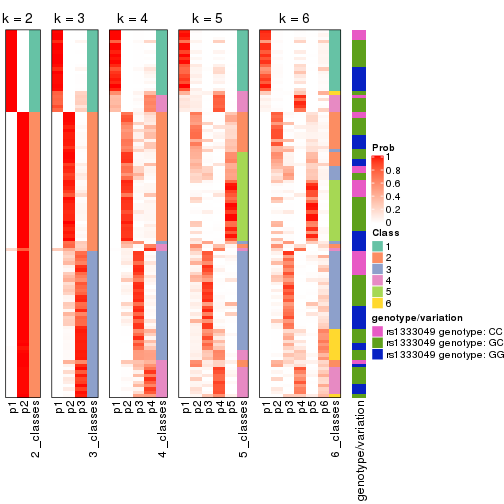 k = 2
k = 3
k = 4
k = 5
k = 6
Prob
1
0.8
0.6
0.4
0.2
0
Class
1
2
3
4
5
6
genotype/variation
rs1333049 genotype: CC
rs1333049 genotype: GC
rs1333049 genotype: GG
p1
p2
2_classes
p1
p2
p3
3_classes
p1
p2
p3
p4
4_classes
p1
p2
p3
p4
p5
5_classes
p1
p2
p3
p4
p5
p6
6_classes
genotype/variation